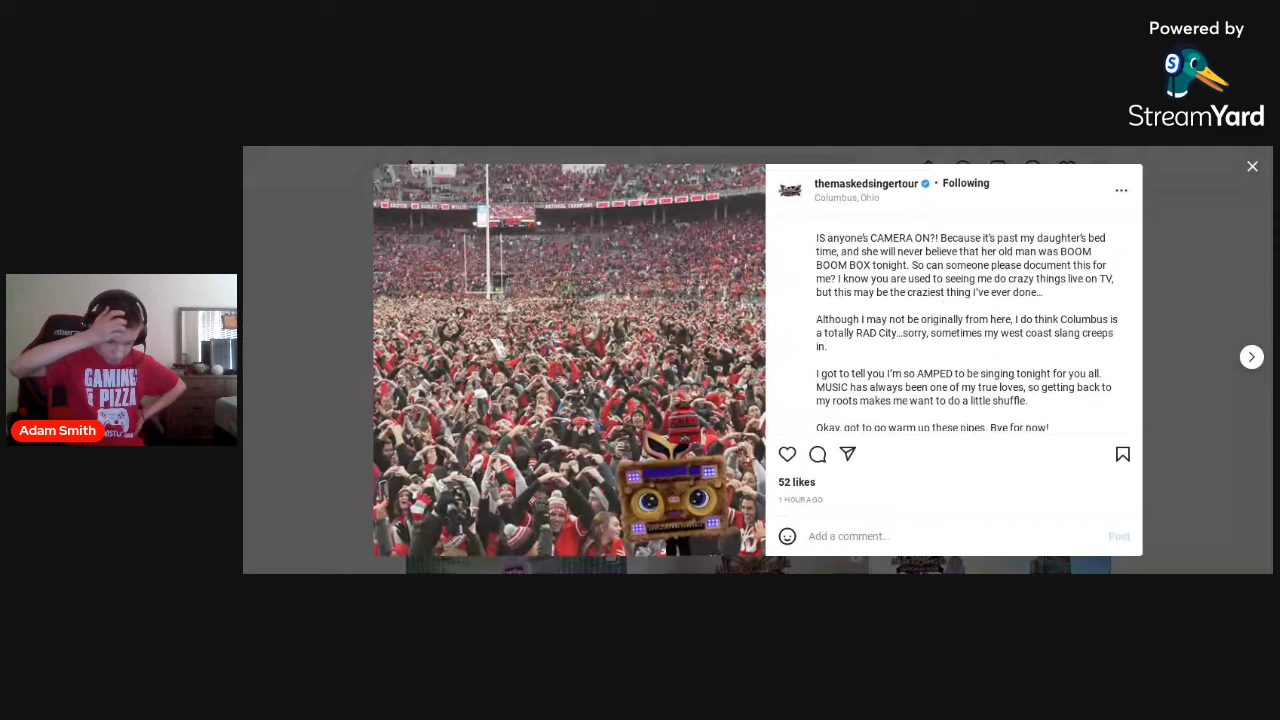 Powered by
StreamYard
themaskedsingertour • Following
Columbus, Ohio
IS anyone's CAMERA ON?! Because it's past my daughter's bed
time, and she will never believe that her old man was BOOM
BOOM BOX tonight. So can someone please document this for
me? I know you are used to seeing me do crazy things live on TV,
but this may be the craziest thing I've ever done...
Although I may not be originally from here, I do think Columbus is
a totally RAD City...sorry, sometimes my west coast slang creeps
in.
I got to tell you I'm so AMPED to be singing tonight for you all.
MUSIC has always been one of my true loves, so getting back to
my roots makes me want to do a little shuffle.
Okay, got to go warm up these pipes. Bye for now!
52 likes
1 HOUR AGO
Add a comment...
Post
GAMING
& PIZZA
Adam Smith